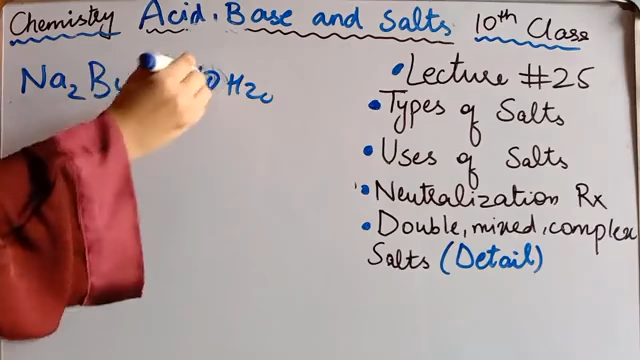 Chemistry Acid, Base and Salts 10th Class
• Lecture #25
• Types of Salts
• Uses of Salts
• Neutralization Rx
• Double, mixed, complex
Salts (Detail)
Na2B H2O